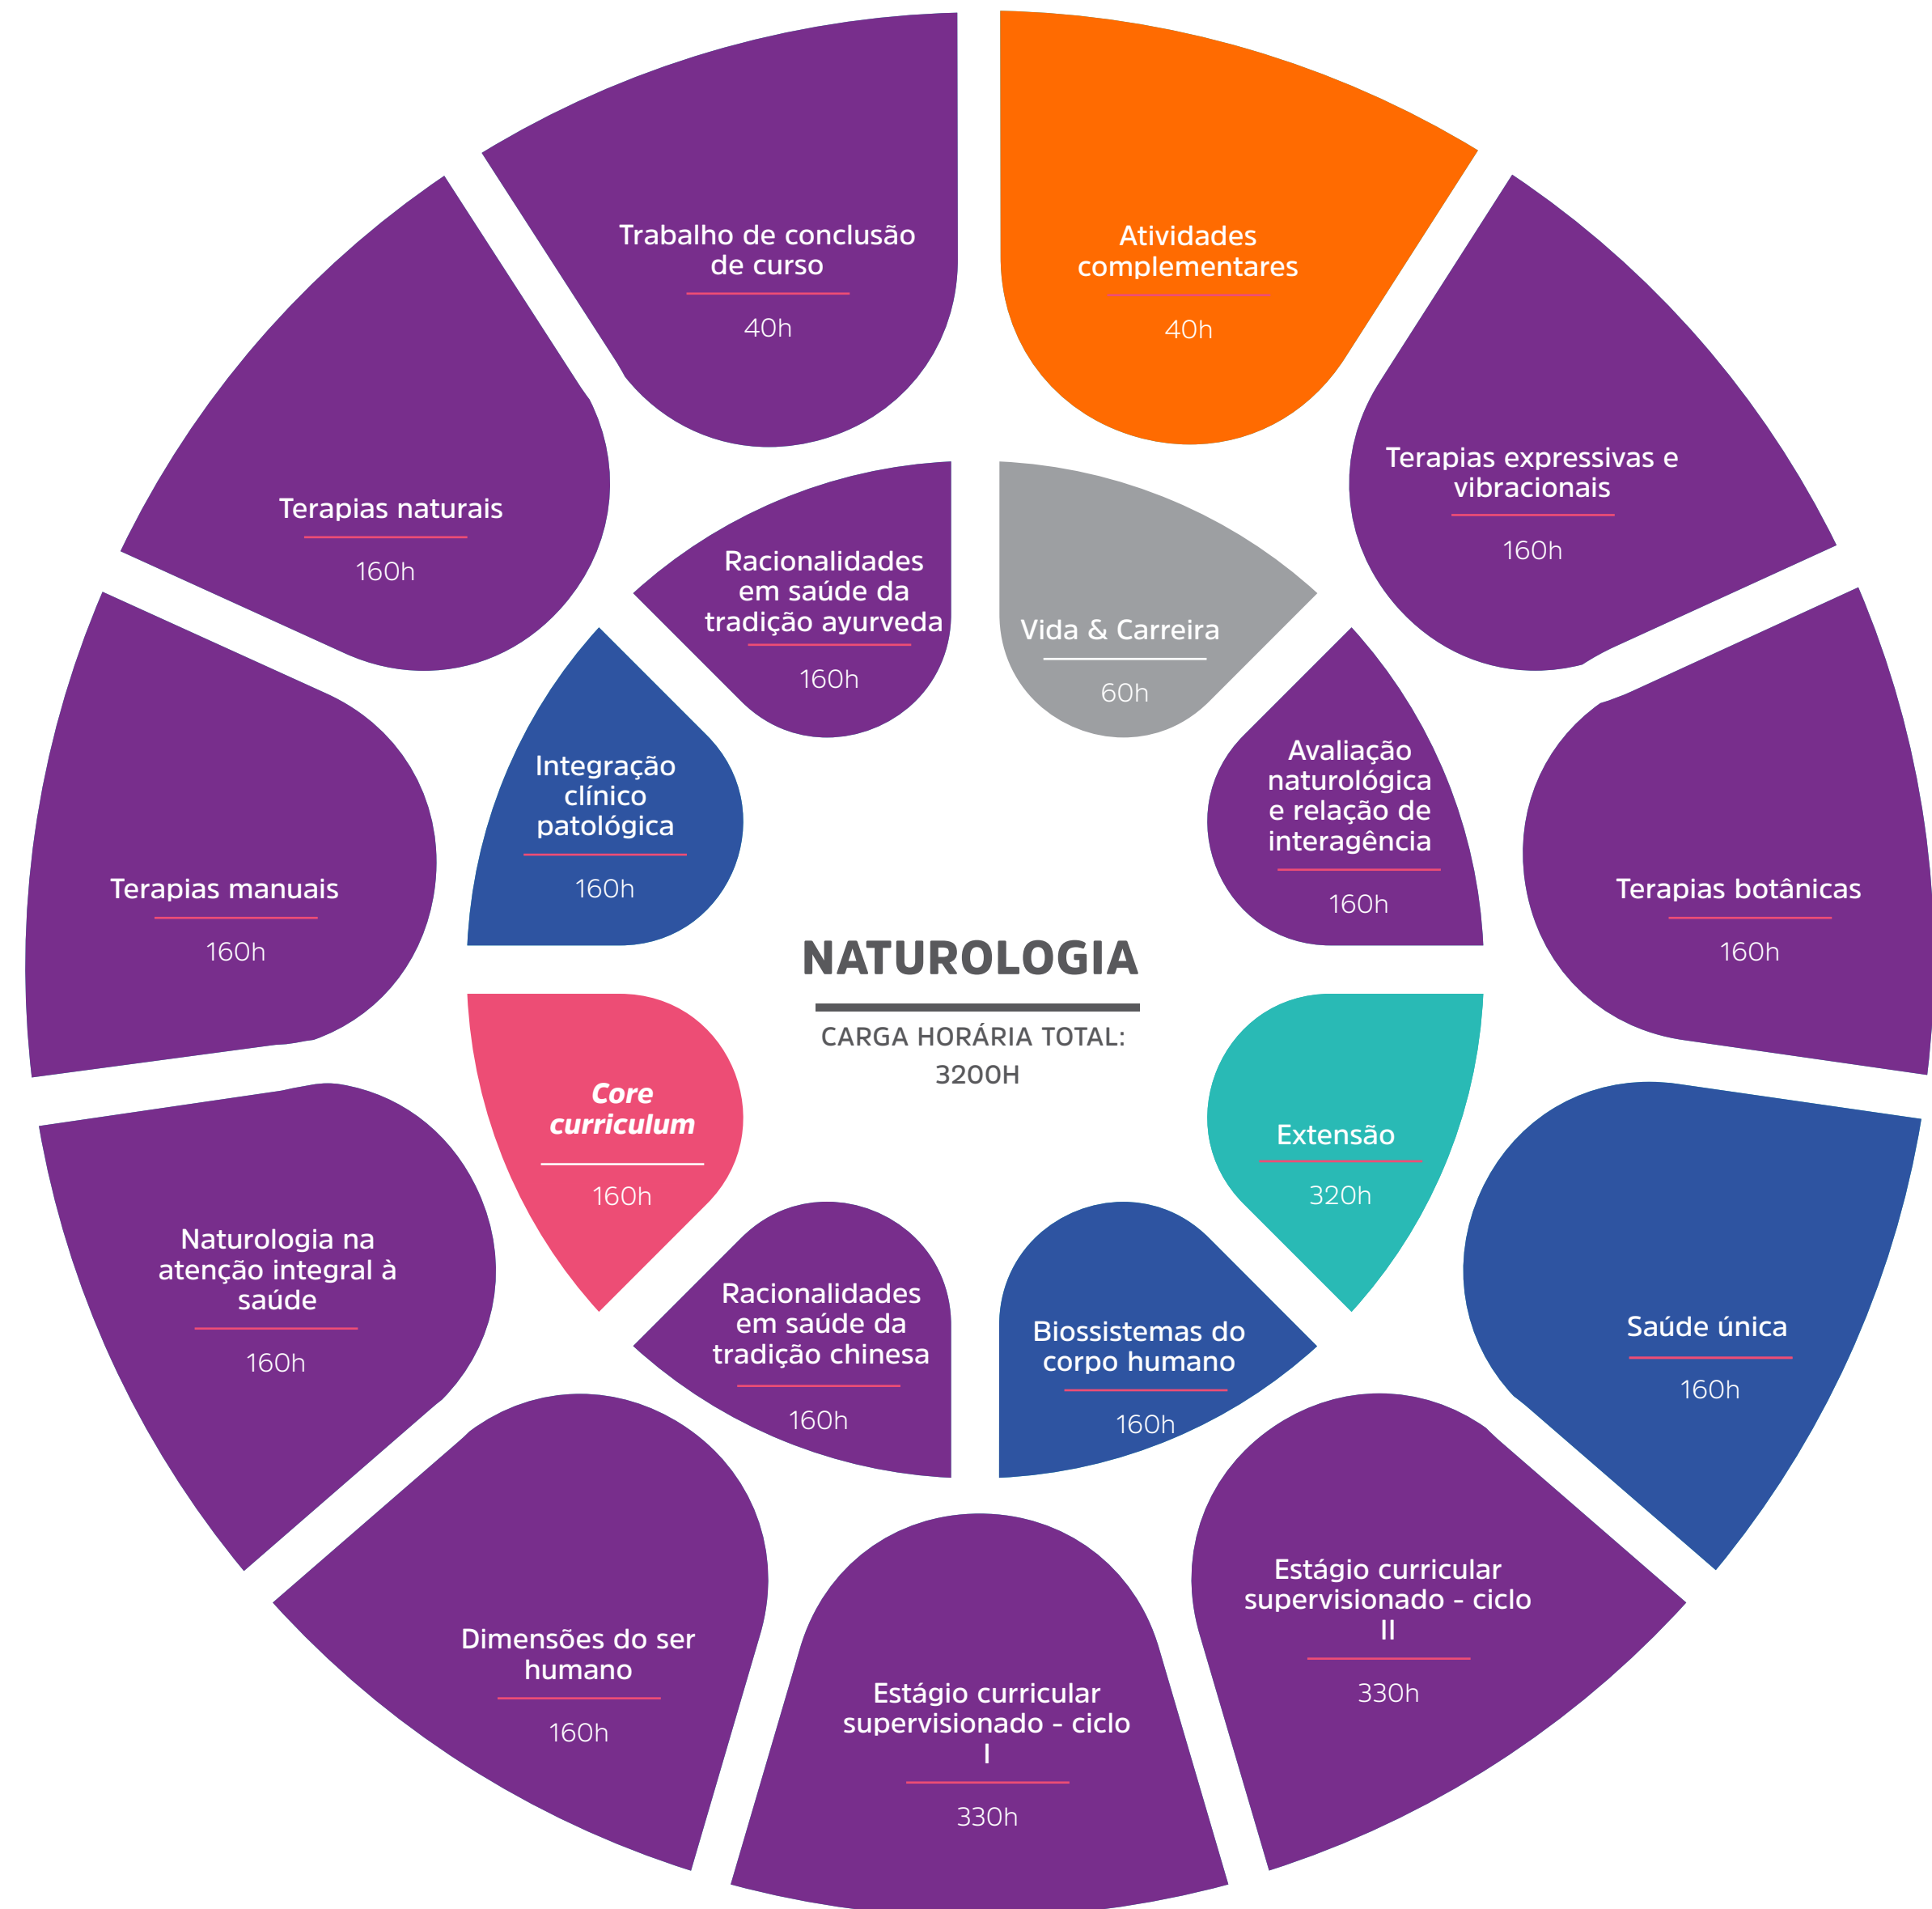 Trabalho de conclusão
de curso
40h
Atividades
complementares
40h
Terapias expressivas e
vibracionais
160h
Terapias botânicas
160h
Saúde única
160h
Estágio curricular
supervisionado - ciclo
II
330h
Estágio curricular
supervisionado - ciclo
I
330h
Dimensões do ser
humano
160h
Naturologia na
atenção integral à
saúde
160h
Terapias manuais
160h
Terapias naturais
160h
Racionalidades
em saúde da
tradição ayurveda
160h
Vida & Carreira
60h
Avaliação
naturológica
e relação de
interagência
160h
Extensão
320h
Biossistemas do
corpo humano
160h
Racionalidades
em saúde da
tradição chinesa
160h
Core
curriculum
160h
Integração
clínico
patológica
160h
NATUROLOGIA
CARGA HORÁRIA TOTAL:
3200H